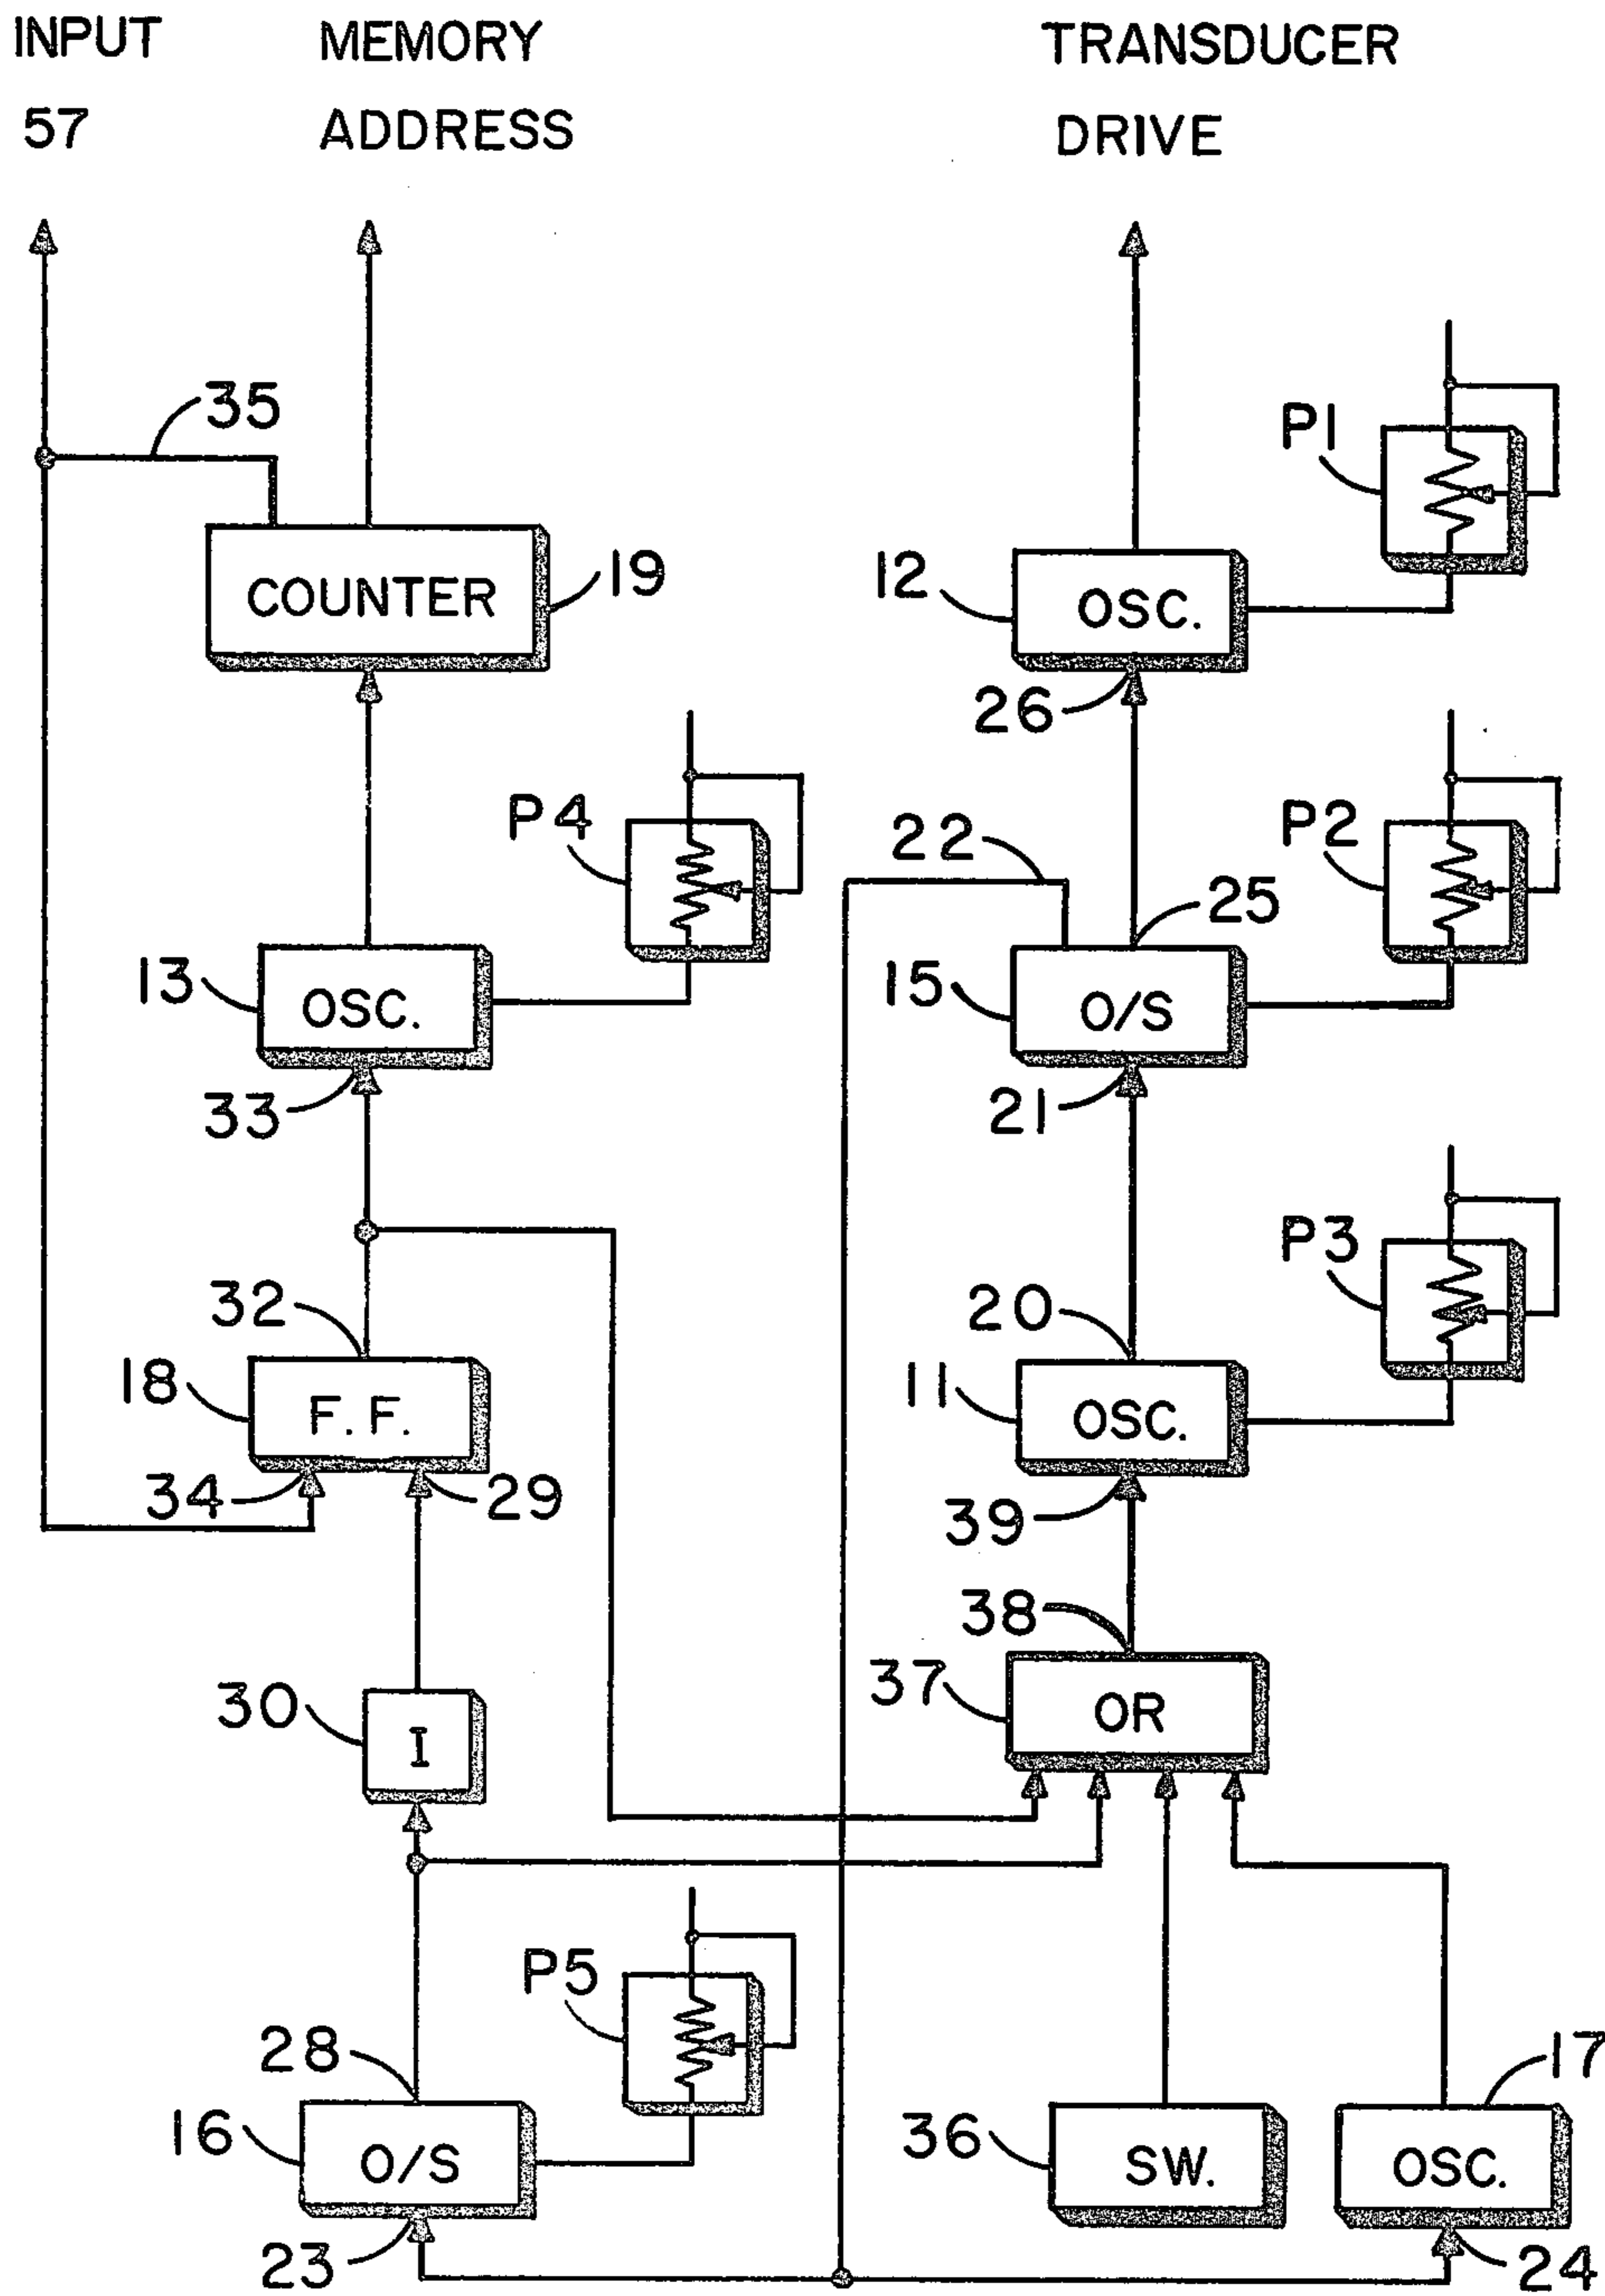 INPUT
57
MEMORY
ADDRESS
TRANSDUCER
DRIVE
35
P1
COUNTER
19
12
OSC.
26
P4
22
P2
25
13
OSC.
15
O/S
33
21
P3
32
20
18
F. F.
11
OSC.
34
29
39
38
30
I
37
OR
P5
28
17
16
O/S
36
SW.
OSC.
23
24